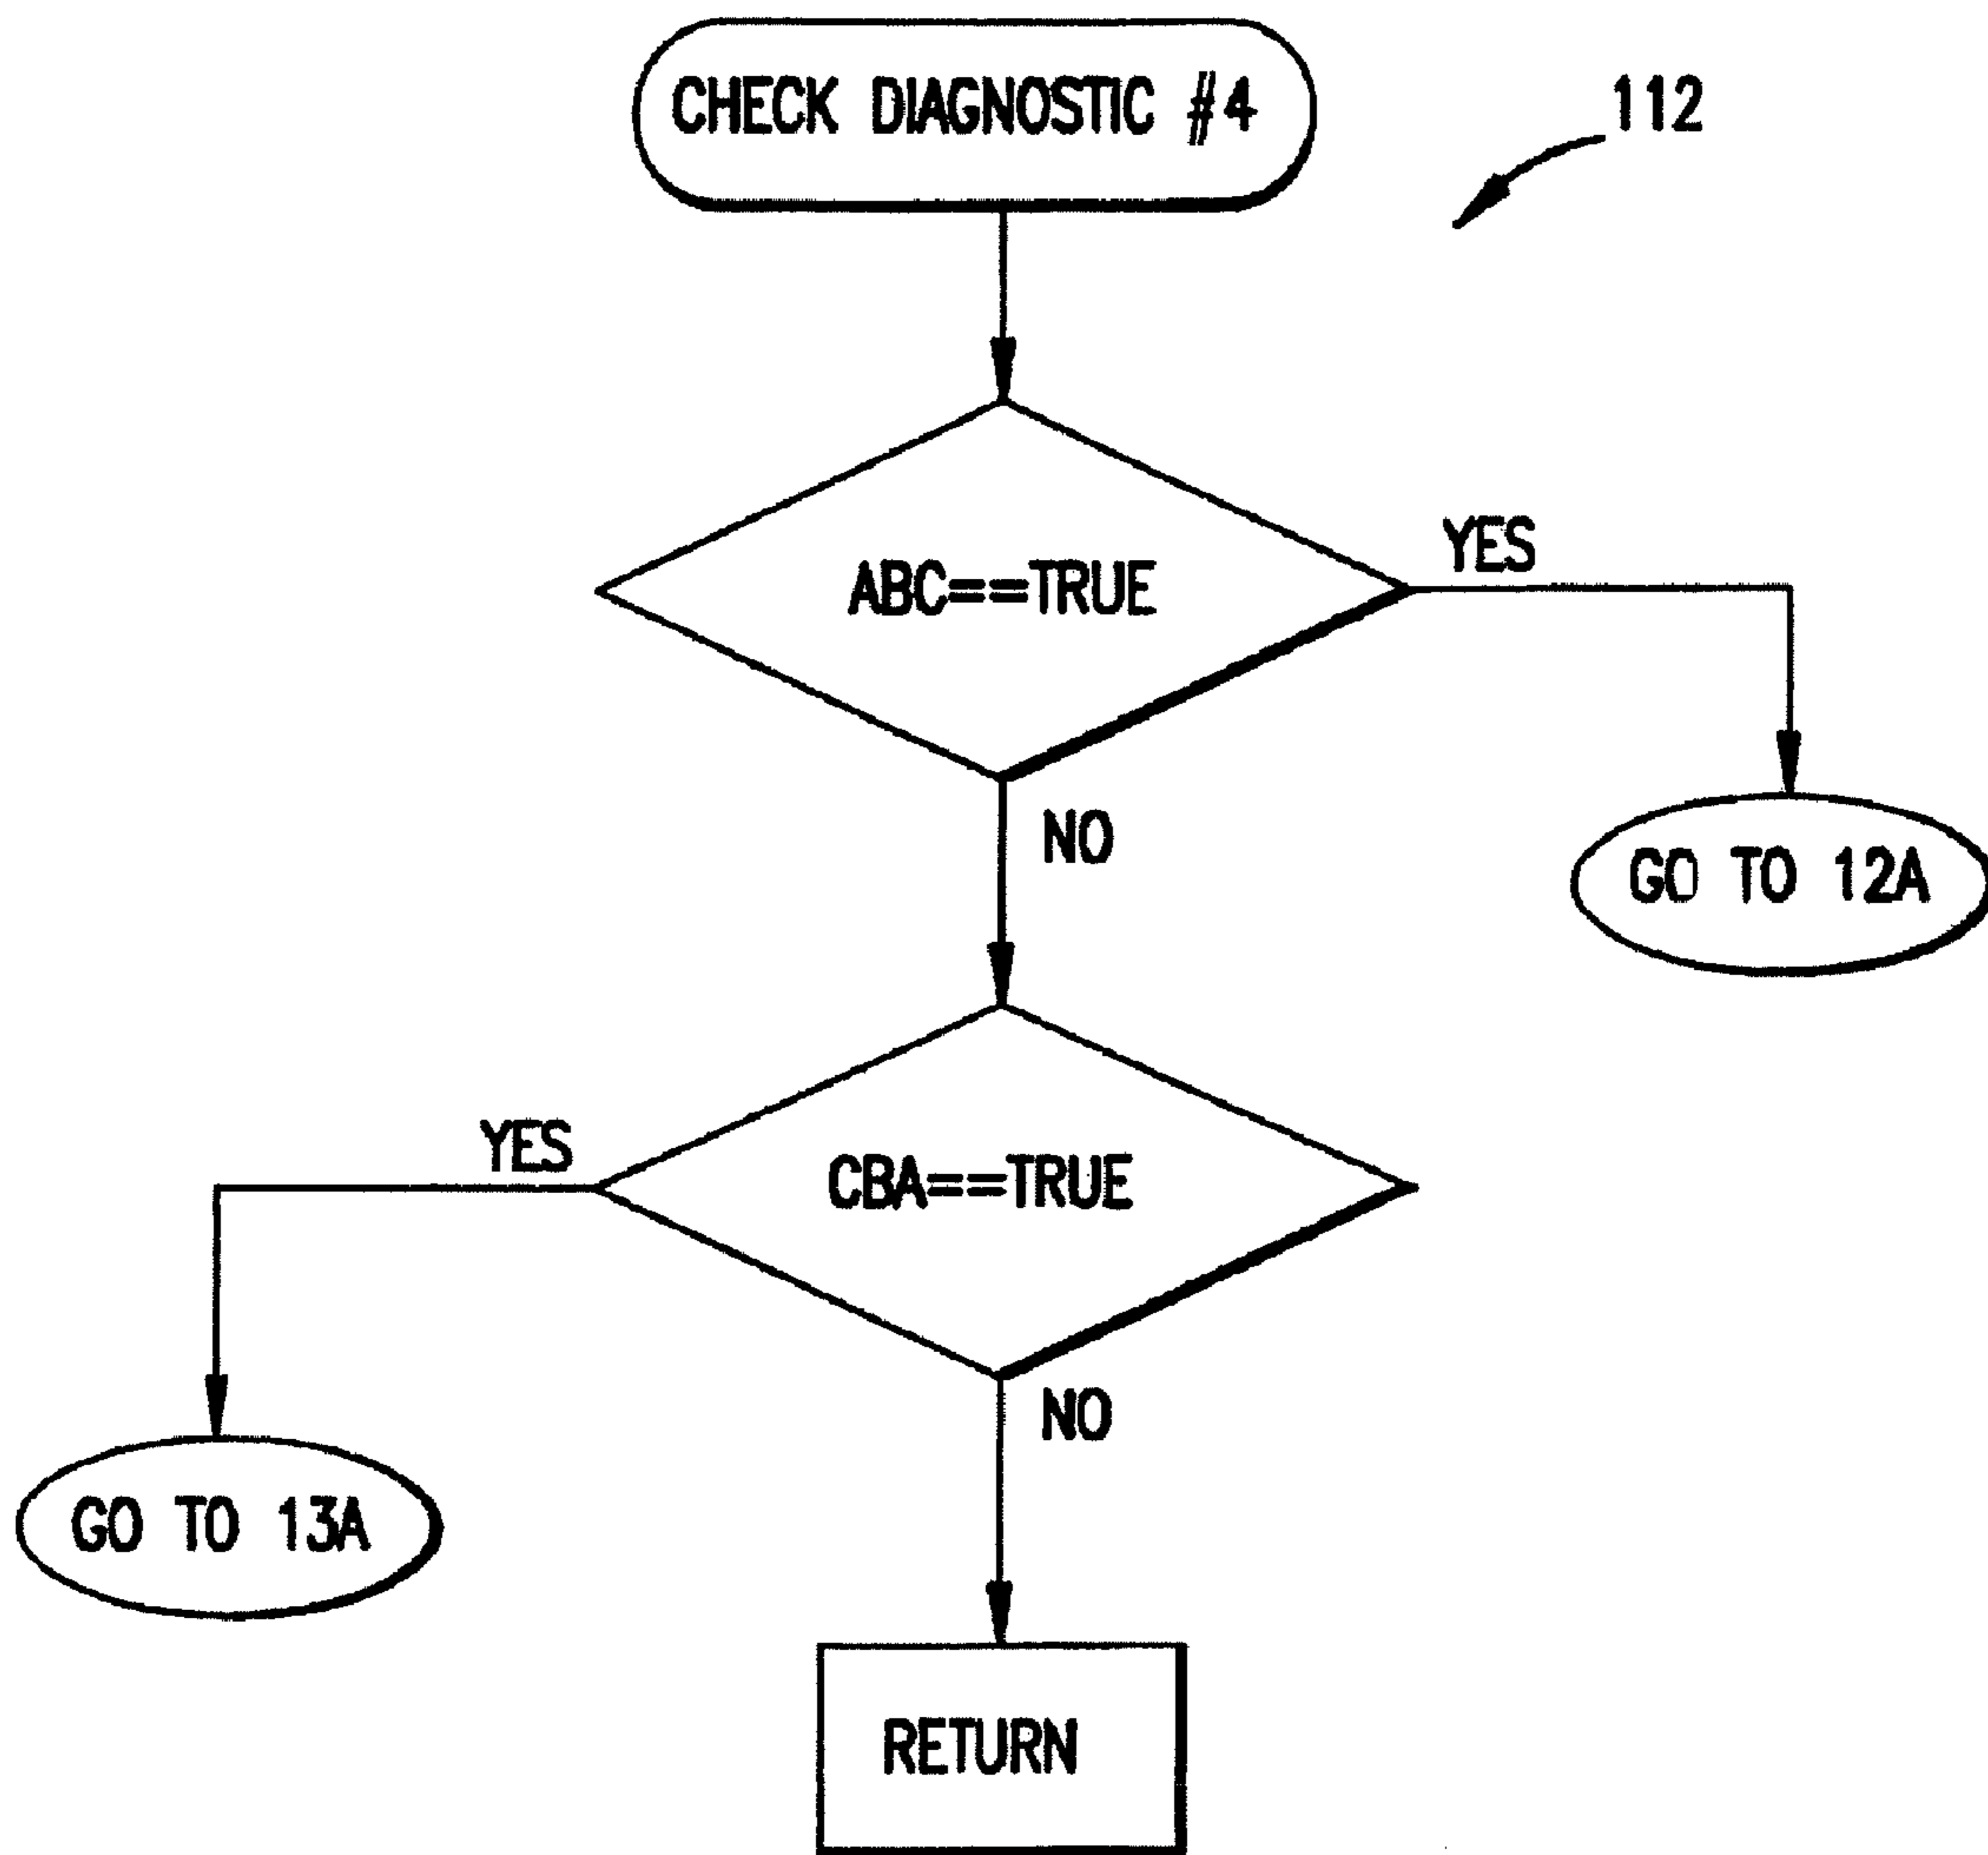 CHECK DIAGNOSTIC #4
112
ABC==TRUE
YES
NO
GO TO 12A
YES
CBA==TRUE
NO
GO TO 13A
RETURN